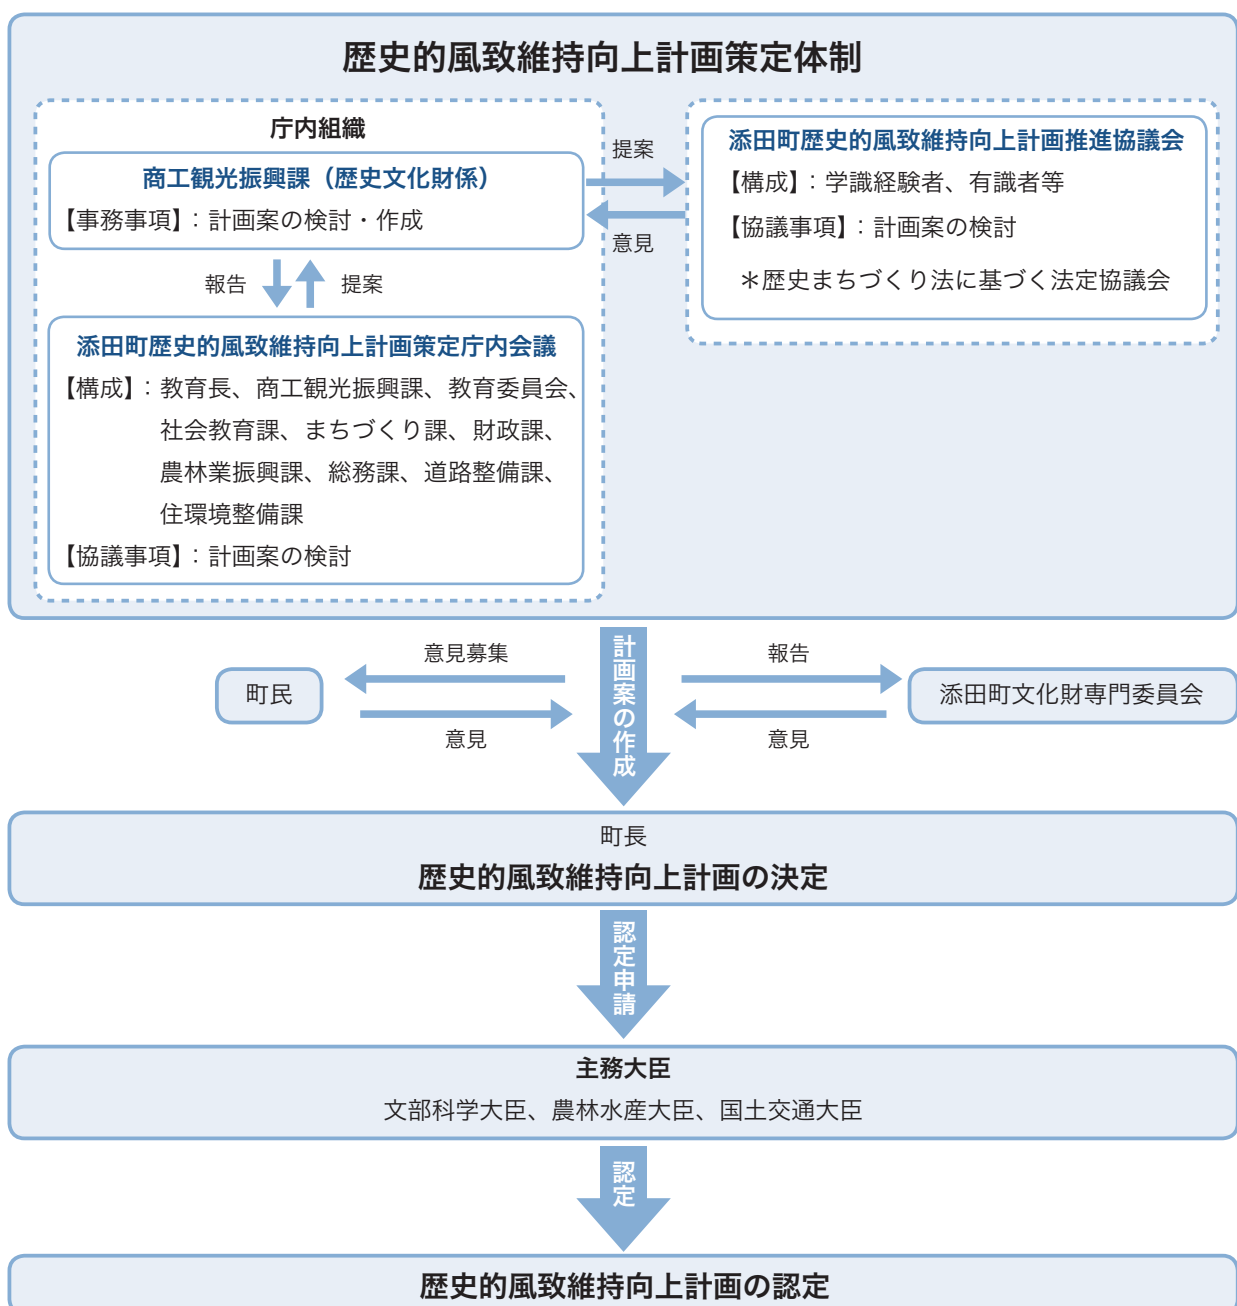 歴史的風致維持向上計画策定体制
庁内組織
商工観光振興課（歴史文化財係）
【事務事項】：計画案の検討・作成
報告
提案
添田町歴史的風致維持向上計画策定庁内会議
【構成】：教育長、商工観光振興課、教育委員会、
社会教育課、まちづくり課、財政課、
農林業振興課、総務課、道路整備課、
住環境整備課
【協議事項】：計画案の検討
提案
意見
添田町歴史的風致維持向上計画推進協議会
【構成】：学識経験者、有識者等
【協議事項】：計画案の検討
＊歴史まちづくり法に基づく法定協議会
計画案の作成
意見募集
町民
意見
報告
添田町文化財専門委員会
意見
町長
歴史的風致維持向上計画の決定
認定申請
主務大臣
文部科学大臣、農林水産大臣、国土交通大臣
認定
歴史的風致維持向上計画の認定